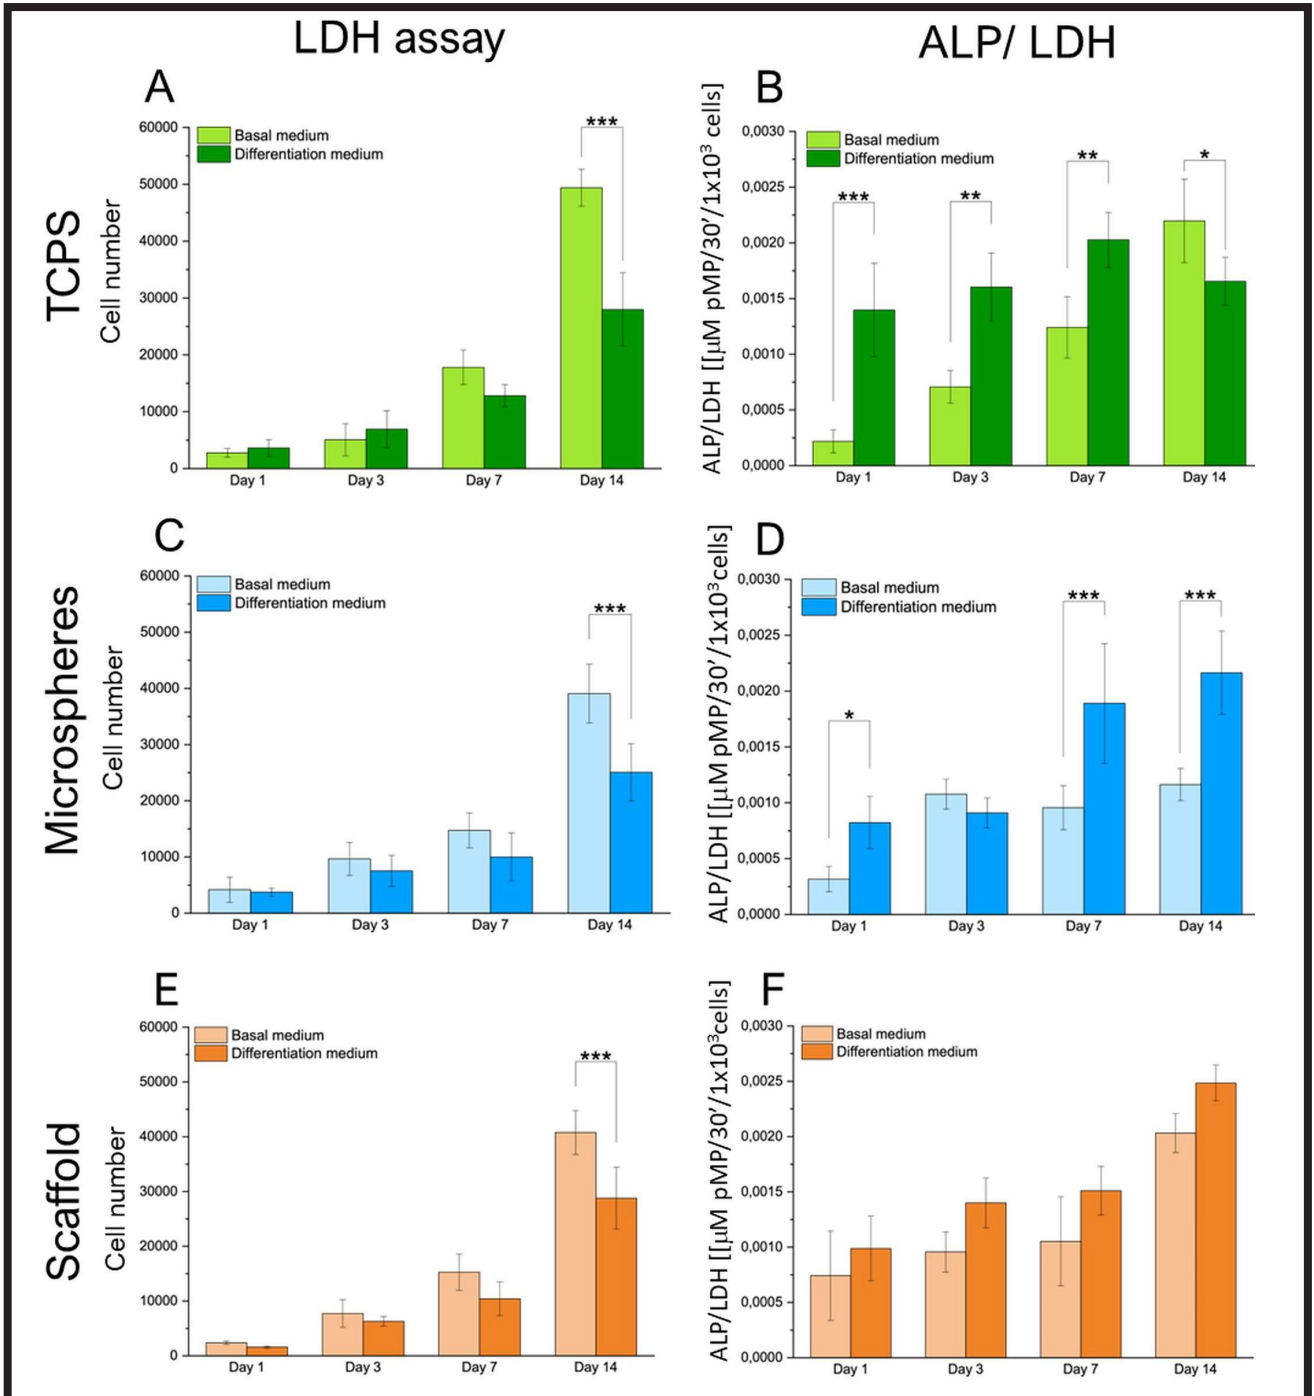 LDH assay
ALP/ LDH
TCPS
A
Cell number
60000
50000
40000
30000
20000
10000
0
Basal medium
Differentiation medium
***
Day 1
Day 3
Day 7
Day 14
B
ALP/LDH [[µM pMP/30′/1x10³ cells]
0,0030
0,0025
0,0020
0,0015
0,0010
0,0005
0,0000
Basal medium
Differentiation medium
***
**
**
*
Day 1
Day 3
Day 7
Day 14
Microspheres
C
Cell number
60000
50000
40000
30000
20000
10000
0
Basal medium
Differentiation medium
***
Day 1
Day 3
Day 7
Day 14
D
ALP/LDH [[µM pMP/30′/1x10³cells]
0,0030
0,0025
0,0020
0,0015
0,0010
0,0005
0,0000
Basal medium
Differentiation medium
*
***
***
Day 1
Day 3
Day 7
Day 14
Scaffold
E
Cell number
60000
50000
40000
30000
20000
10000
0
Basal medium
Differentiation medium
***
Day 1
Day 3
Day 7
Day 14
F
ALP/LDH [[µM pMP/30′/1x10³cells]
0,0030
0,0025
0,0020
0,0015
0,0010
0,0005
0,0000
Basal medium
Differentiation medium
Day 1
Day 3
Day 7
Day 14